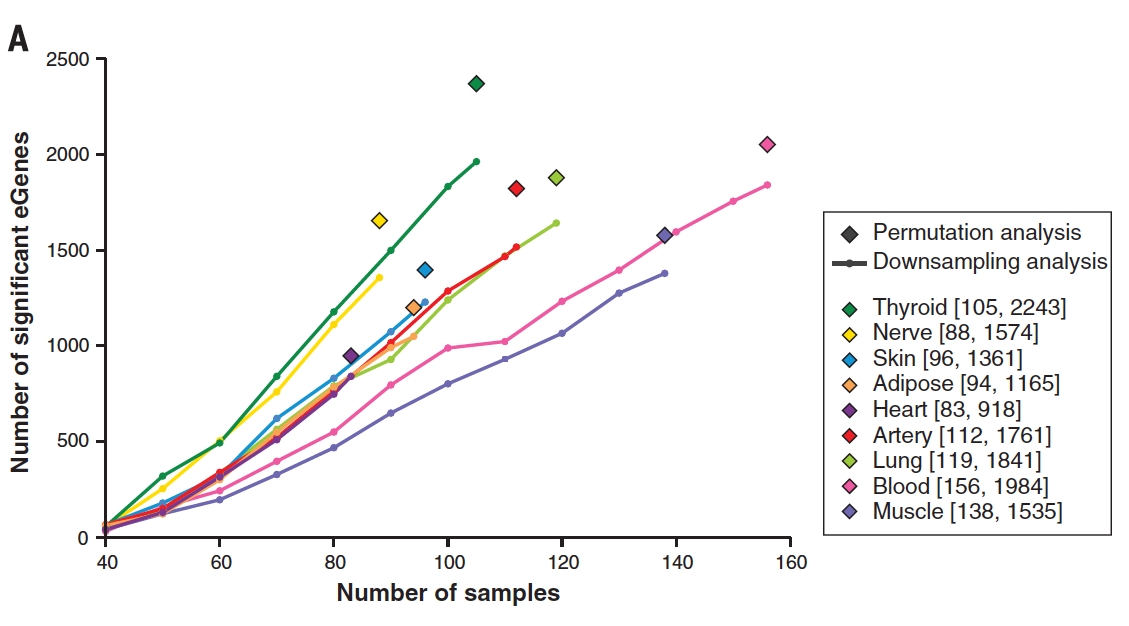 A
2500
2000
1500
1000
500
0
Number of significant eGenes
40 60 80 100 120 140 160
Number of samples
Permutation analysis
Downsampling analysis
Thyroid [105, 2243]
Nerve [88, 1574]
Skin [96, 1361]
Adipose [94, 1165]
Heart [83, 918]
Artery [112, 1761]
Lung [119, 1841]
Blood [156, 1984]
Muscle [138, 1535]